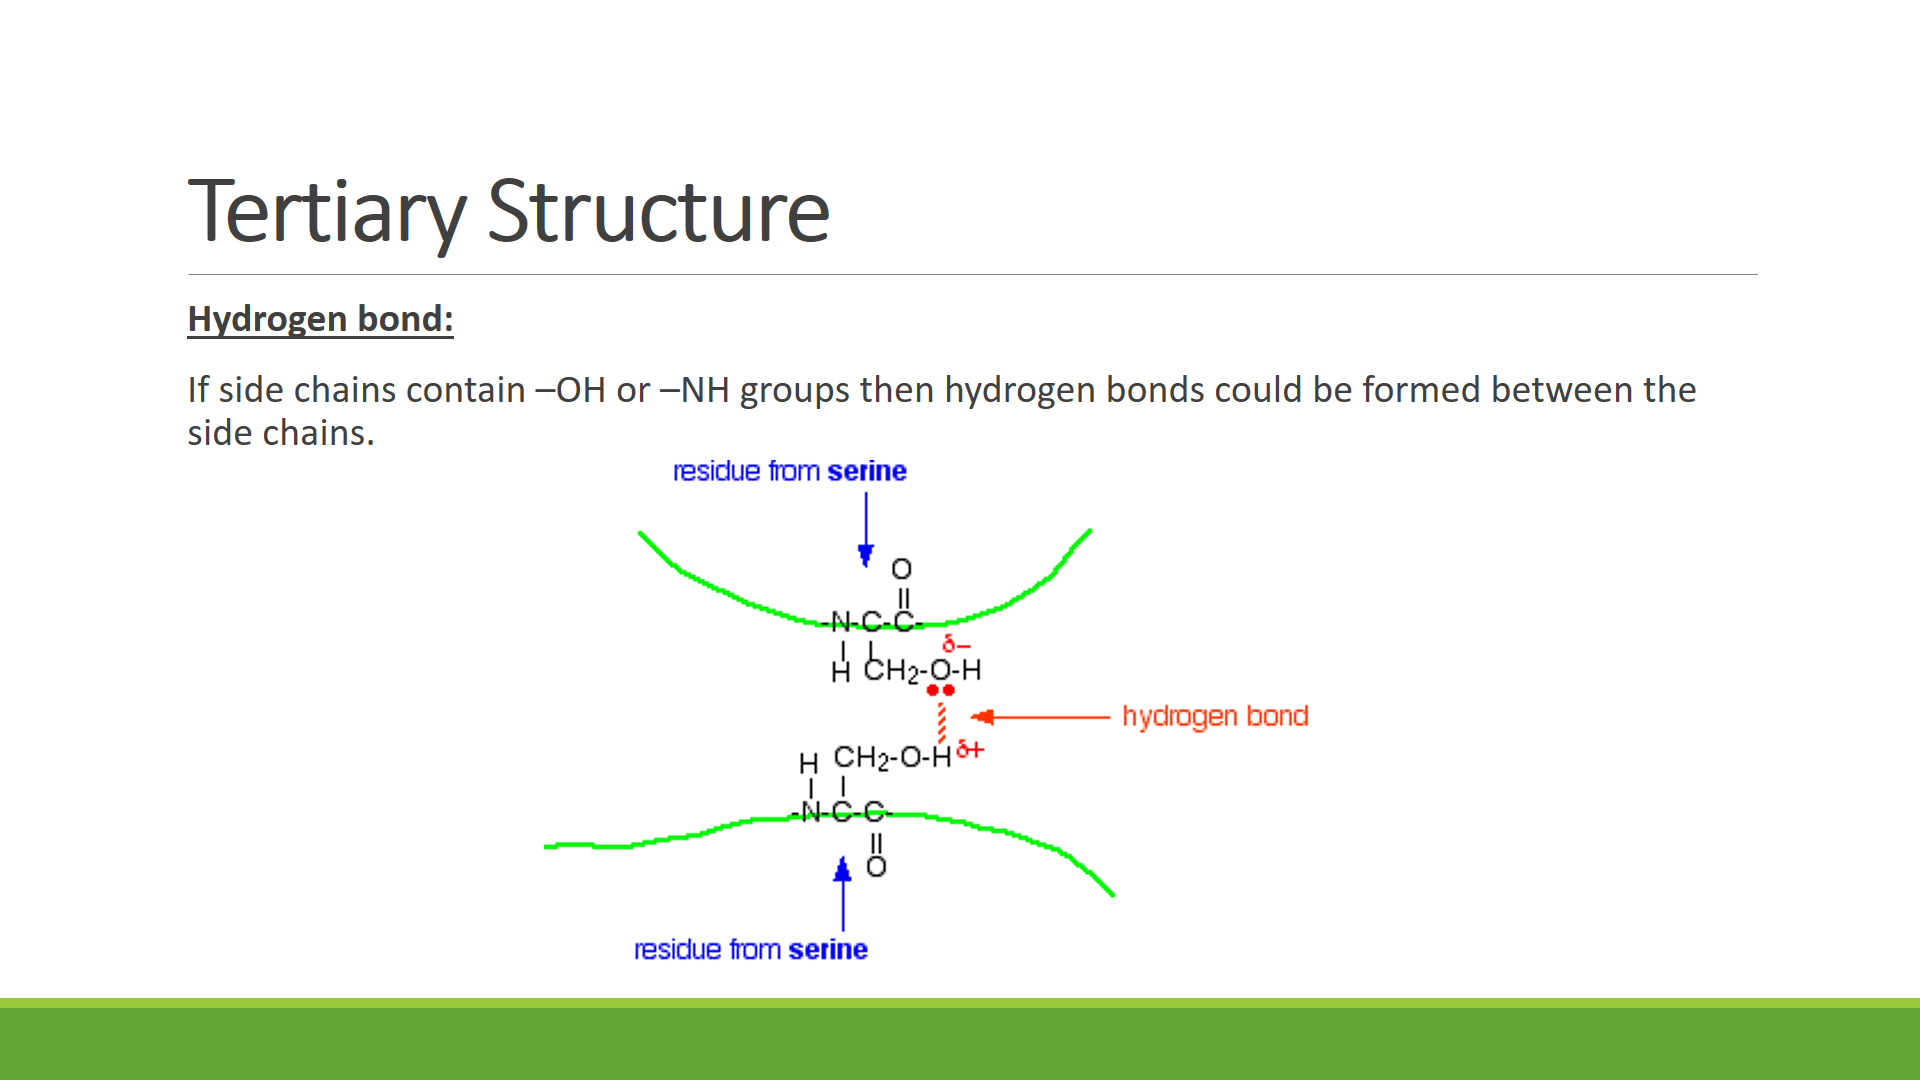 Tertiary Structure
Hydrogen bond:
If side chains contain –OH or –NH groups then hydrogen bonds could be formed between the
side chains.
residue from serine
O
||
-N-C-C-
| |
δ–
H CH2-O-H
hydrogen bond
H CH2-O-H δ+
| |
-N-C-C-
||
O
residue from serine